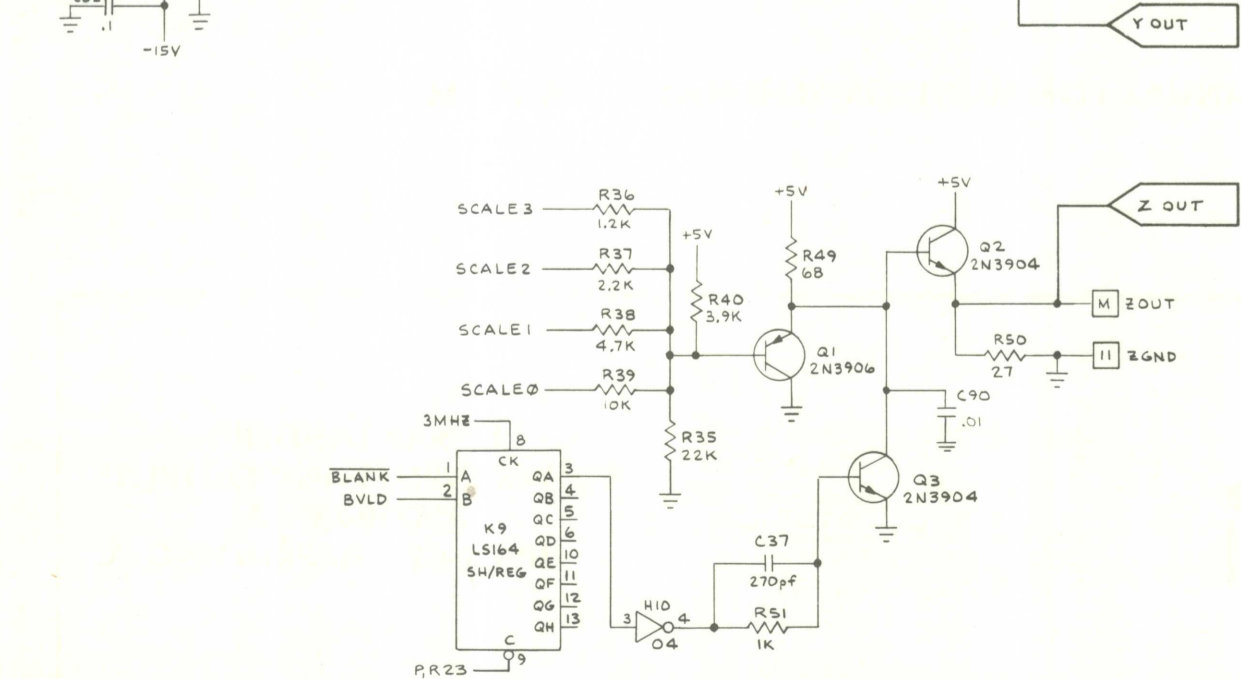 .1
-15V
Y OUT
SCALE3
R36
1.2K
+5V
+5V
+5V
Z OUT
SCALE2
R37
2.2K
R40
3.9K
R49
68
Q2
2N3904
SCALE1
R38
4.7K
M
ZOUT
Q1
2N3906
R50
27
11
ZGND
SCALEØ
R39
10K
C90
.01
3MHZ
8
CK
R35
22K
BLANK
1
A
QA
3
BVLD
2
B
QB
4
QC
5
K9
LS164
SH/REG
QD
6
QE
10
QF
11
QG
12
QH
13
C
9
P,R23
Q3
2N3904
C37
270pf
H10
3
4
04
R51
1K